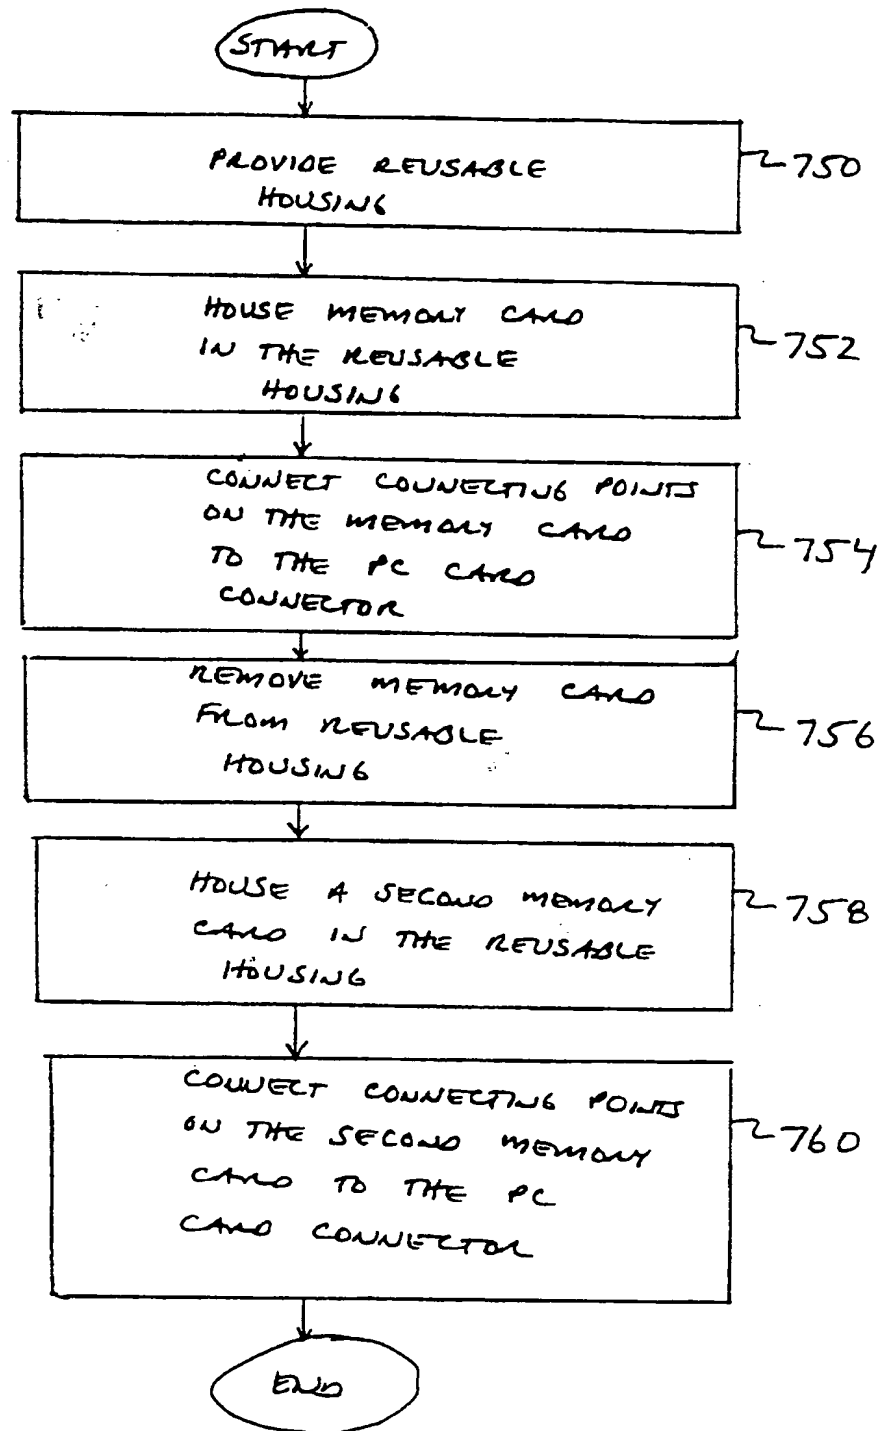 START
PROVIDE REUSABLE
HOUSING
750
HOUSE MEMORY CARD
IN THE REUSABLE
HOUSING
752
CONNECT CONNECTING POINTS
ON THE MEMORY CARD
TO THE PC CARD
CONNECTOR
754
REMOVE MEMORY CARD
FROM REUSABLE
HOUSING
756
HOUSE A SECOND MEMORY
CARD IN THE REUSABLE
HOUSING
758
CONNECT CONNECTING POINTS
ON THE SECOND MEMORY
CARD TO THE PC
CARD CONNECTOR
760
END